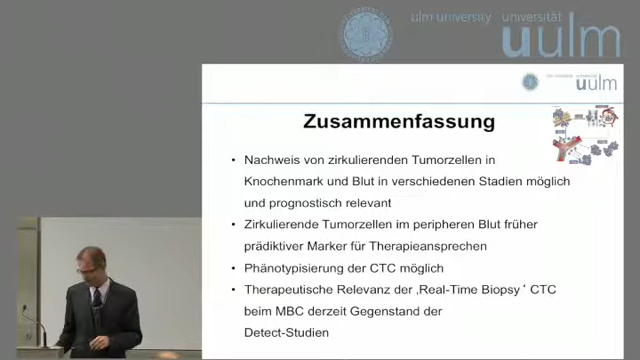 ulm university universität
uulm
uulm
Zusammenfassung
• Nachweis von zirkulierenden Tumorzellen in
Knochenmark und Blut in verschiedenen Stadien möglich
und prognostisch relevant
• Zirkulierende Tumorzellen im peripheren Blut früher
prädiktiver Marker für Therapieansprechen
• Phänotypisierung der CTC möglich
• Therapeutische Relevanz der ‚Real-Time Biopsy‘ CTC
beim MBC derzeit Gegenstand der
Detect-Studien